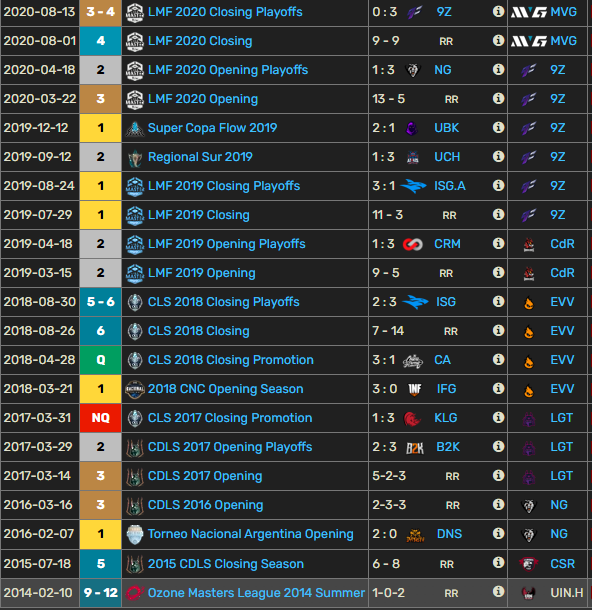 2020-08-13 3 - 4 LMF 2020 Closing Playoffs 0 : 3 9Z MVG
2020-08-01 4 LMF 2020 Closing 9 - 9 RR MVG
2020-04-18 2 LMF 2020 Opening Playoffs 1 : 3 NG 9Z
2020-03-22 3 LMF 2020 Opening 13 - 5 RR 9Z
2019-12-12 1 Super Copa Flow 2019 2 : 1 UBK 9Z
2019-09-12 2 Regional Sur 2019 1 : 3 UCH 9Z
2019-08-24 1 LMF 2019 Closing Playoffs 3 : 1 ISG.A 9Z
2019-07-29 1 LMF 2019 Closing 11 - 3 RR 9Z
2019-04-18 2 LMF 2019 Opening Playoffs 1 : 3 CRM CdR
2019-03-15 2 LMF 2019 Opening 9 - 5 RR CdR
2018-08-30 5 - 6 CLS 2018 Closing Playoffs 2 : 3 ISG EVV
2018-08-26 6 CLS 2018 Closing 7 - 14 RR EVV
2018-04-28 Q CLS 2018 Closing Promotion 3 : 1 CA EVV
2018-03-21 1 2018 CNC Opening Season 3 : 0 INF IFG EVV
2017-03-31 NQ CLS 2017 Closing Promotion 1 : 3 KLG LGT
2017-03-29 2 CDLS 2017 Opening Playoffs 2 : 3 B2K B2K LGT
2017-03-14 3 CDLS 2017 Opening 5-2-3 RR LGT
2016-03-16 3 CDLS 2016 Opening 2-3-3 RR NG
2016-02-07 1 Torneo Nacional Argentina Opening 2 : 0 DNS NG
2015-07-18 5 2015 CDLS Closing Season 6 - 8 RR CSR
2014-02-10 9 - 12 Ozone Masters League 2014 Summer 1-0-2 RR UIN.H